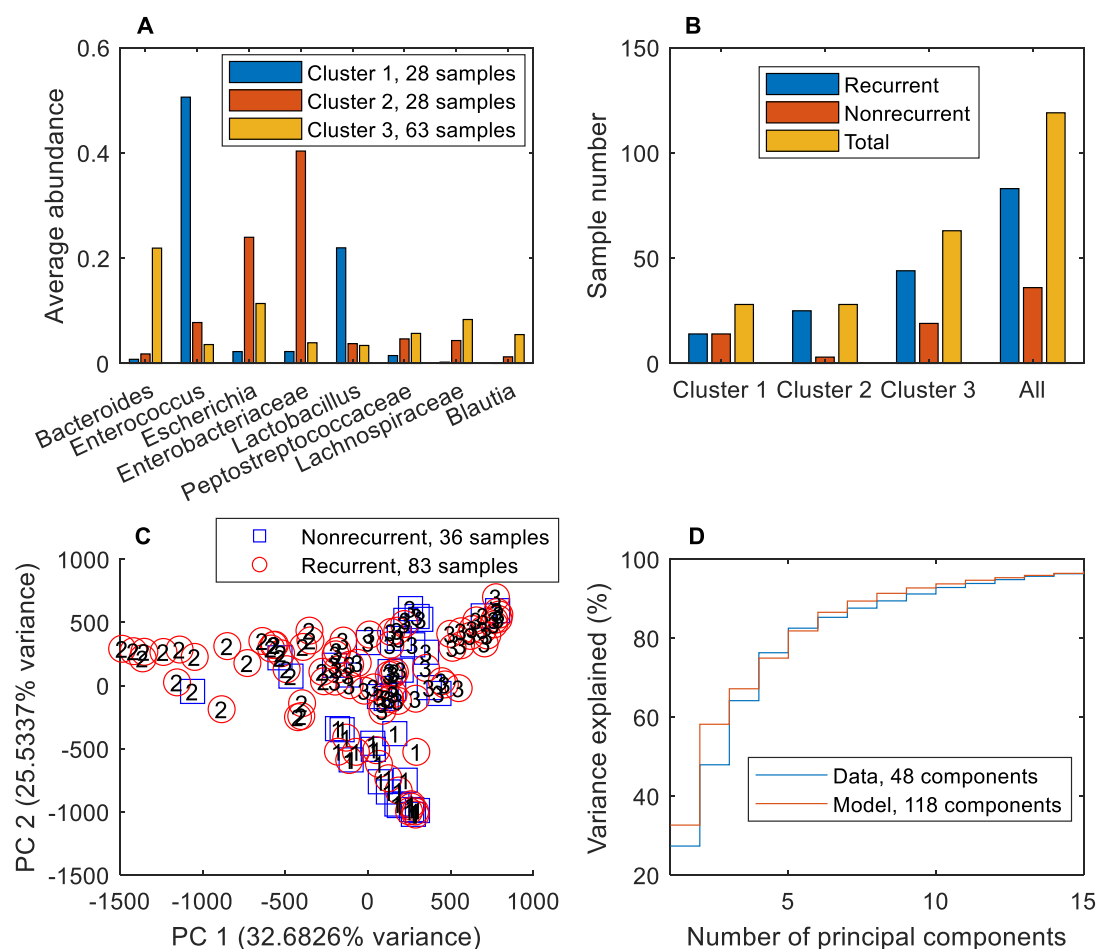 A
Average abundance
0.6
0.4
0.2
0
Cluster 1, 28 samples
Cluster 2, 28 samples
Cluster 3, 63 samples
Bacteroides
Enterococcus
Escherichia
Enterobacteriaceae
Lactobacillus
Peptostreptococcaceae
Lachnospiraceae
Blautia
B
Sample number
150
100
50
0
Recurrent
Nonrecurrent
Total
Cluster 1 Cluster 2 Cluster 3 All
C
Nonrecurrent, 36 samples
Recurrent, 83 samples
PC 2 (25.5337% variance)
1000
500
0
-500
-1000
-1500
-1500 -1000 -500 0 500 1000
PC 1 (32.6826% variance)
D
Variance explained (%)
100
80
60
40
20
Data, 48 components
Model, 118 components
5 10 15
Number of principal components